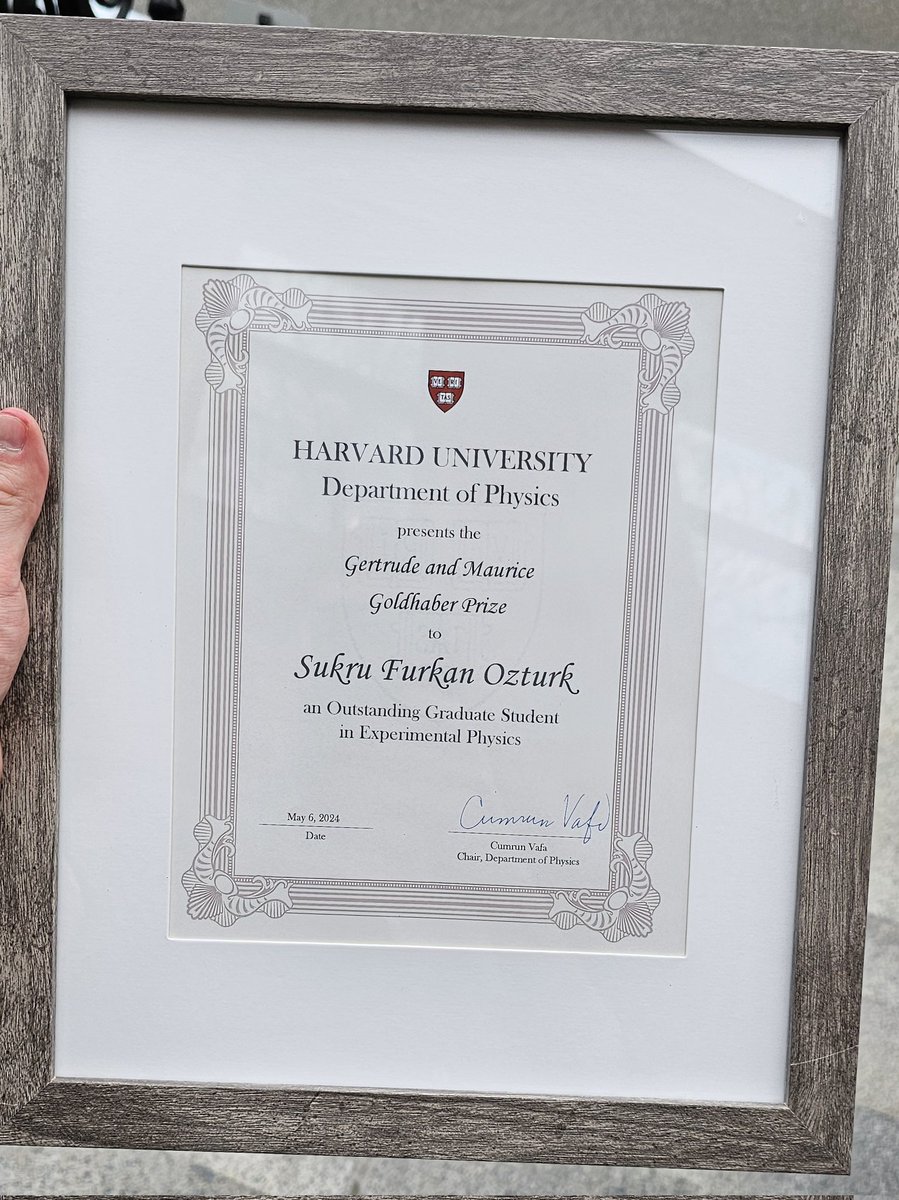 HARVARD UNIVERSITY
Department of Physics
presents the
Gertrude and Maurice
Goldhaber Prize
to
Sukru Furkan Ozturk
an Outstanding Graduate Student
in Experimental Physics
May 6, 2024
Date
Cumrun Vafa
Cumrun Vafa
Chair, Department of Physics